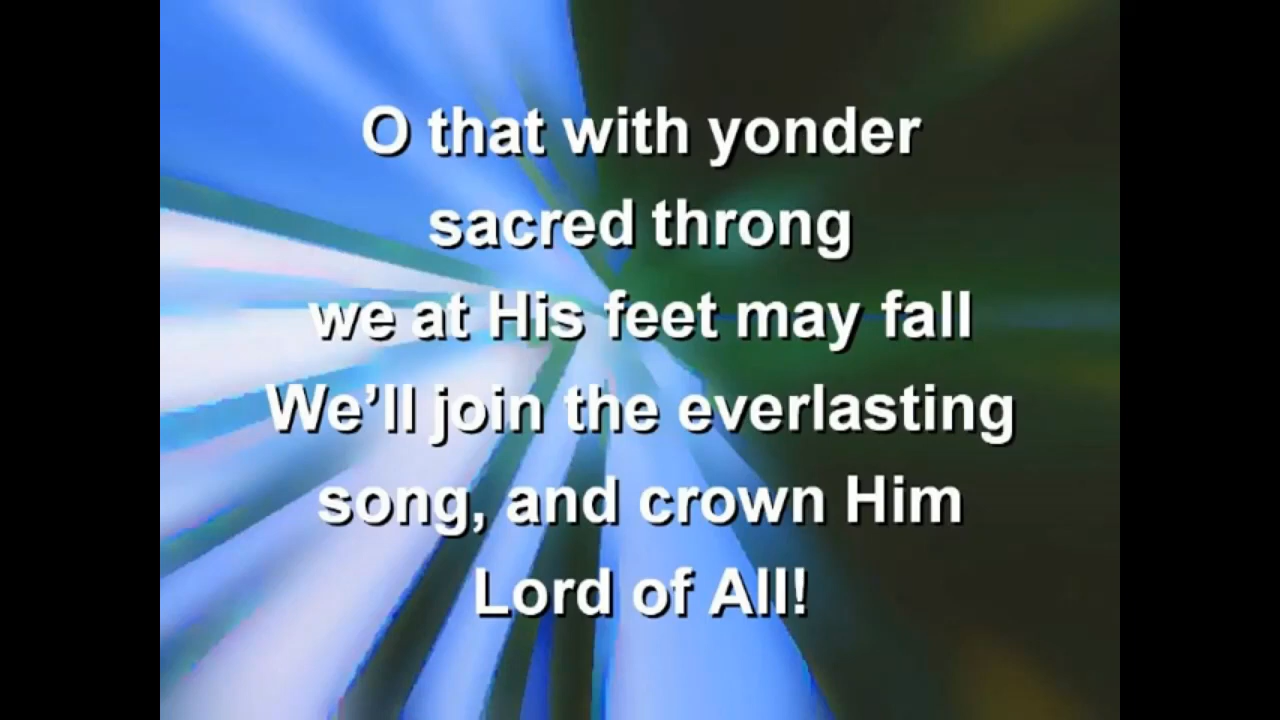 O that with yonder
sacred throng
we at His feet may fall
We’ll join the everlasting
song, and crown Him
Lord of All!